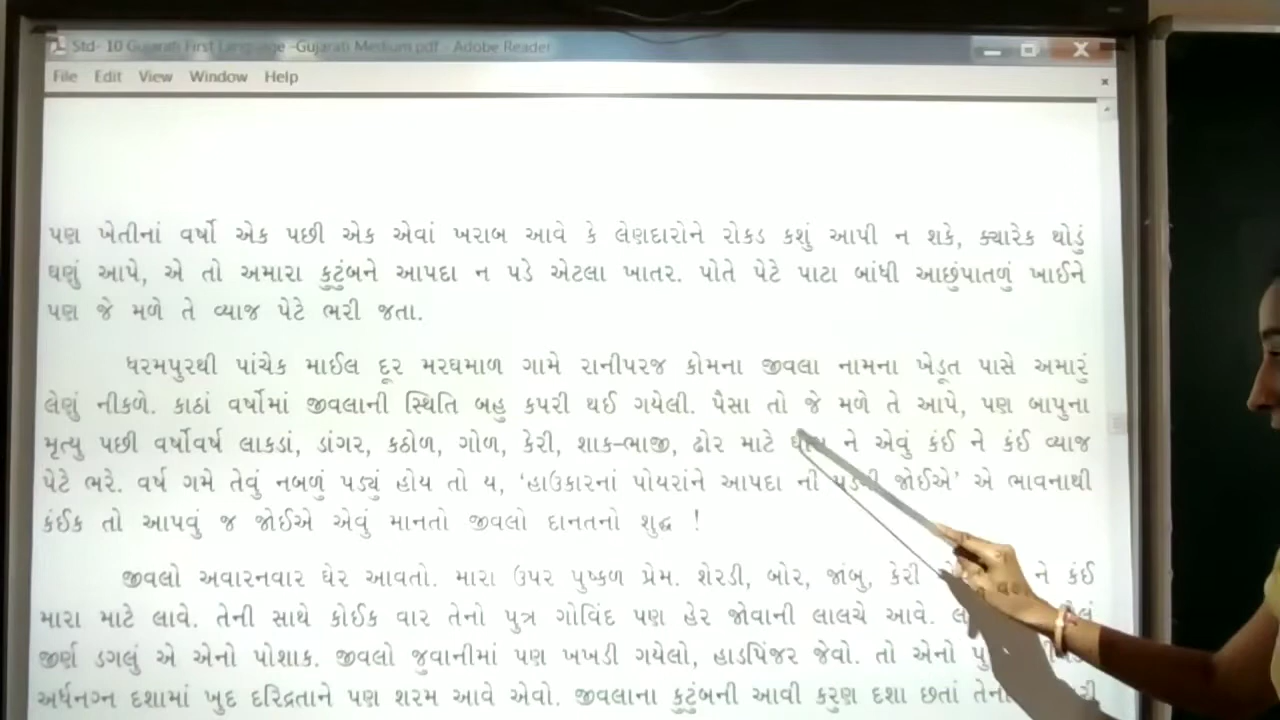 Std- 10 Gujarati First Language -Gujarati Medium.pdf - Adobe Reader
File Edit View Window Help
પણ ખેતીનાં વર્ષો એક પછી એક એવાં ખરાબ આવે કે લેણદારોને રોકડ કશું આપી ન શકે, ક્યારેક થોડું
ઘણું આપે, એ તો અમારા કુટુંબને આપદા ન પડે એટલા ખાતર. પોતે પેટે પાટા બાંધી આછુંપાતળું ખાઈને
પણ જે મળે તે વ્યાજ પેટે ભરી જતા.
ધરમપુરથી પાંચેક માઈલ દૂર મરઘમાળ ગામે રાનીપરજ કોમના જીવલા નામના ખેડૂત પાસે અમારું
લેણું નીકળે. કાઠાં વર્ષોમાં જીવલાની સ્થિતિ બહુ કપરી થઈ ગયેલી. પૈસા તો જે મળે તે આપે, પણ બાપુના
મૃત્યુ પછી વર્ષોવર્ષ લાકડાં, ડાંગર, કઠોળ, ગોળ, કેરી, શાક-ભાજી, ઢોર માટે ને એવું કંઈ ને કંઈ વ્યાજ
પેટે ભરે. વર્ષ ગમે તેવું નબળું પડ્યું હોય તો ય, ‘હાઉકારનાં પોયરાંને આપદા ની જોઈએ’ એ ભાવનાથી
કંઈક તો આપવું જ જોઈએ એવું માનતો જીવલો દાનતનો શુદ્ધ !
જીવલો અવારનવાર ઘેર આવતો. મારા ઉપર પુષ્કળ પ્રેમ. શેરડી, બોર, જાંબુ, કેરી ને કંઈ
મારા માટે લાવે. તેની સાથે કોઈક વાર તેનો પુત્ર ગોવિંદ પણ હેર જોવાની લાલચે આવે.
જીર્ણ ડગલું એ એનો પોશાક. જીવલો જુવાનીમાં પણ ખખડી ગયેલો, હાડપિંજર જેવો. તો એનો
અર્ધનગ્ન દશામાં ખુદ દરિદ્રતાને પણ શરમ આવે એવો. જીવલાના કુટુંબની આવી કરુણ દશા છતાં